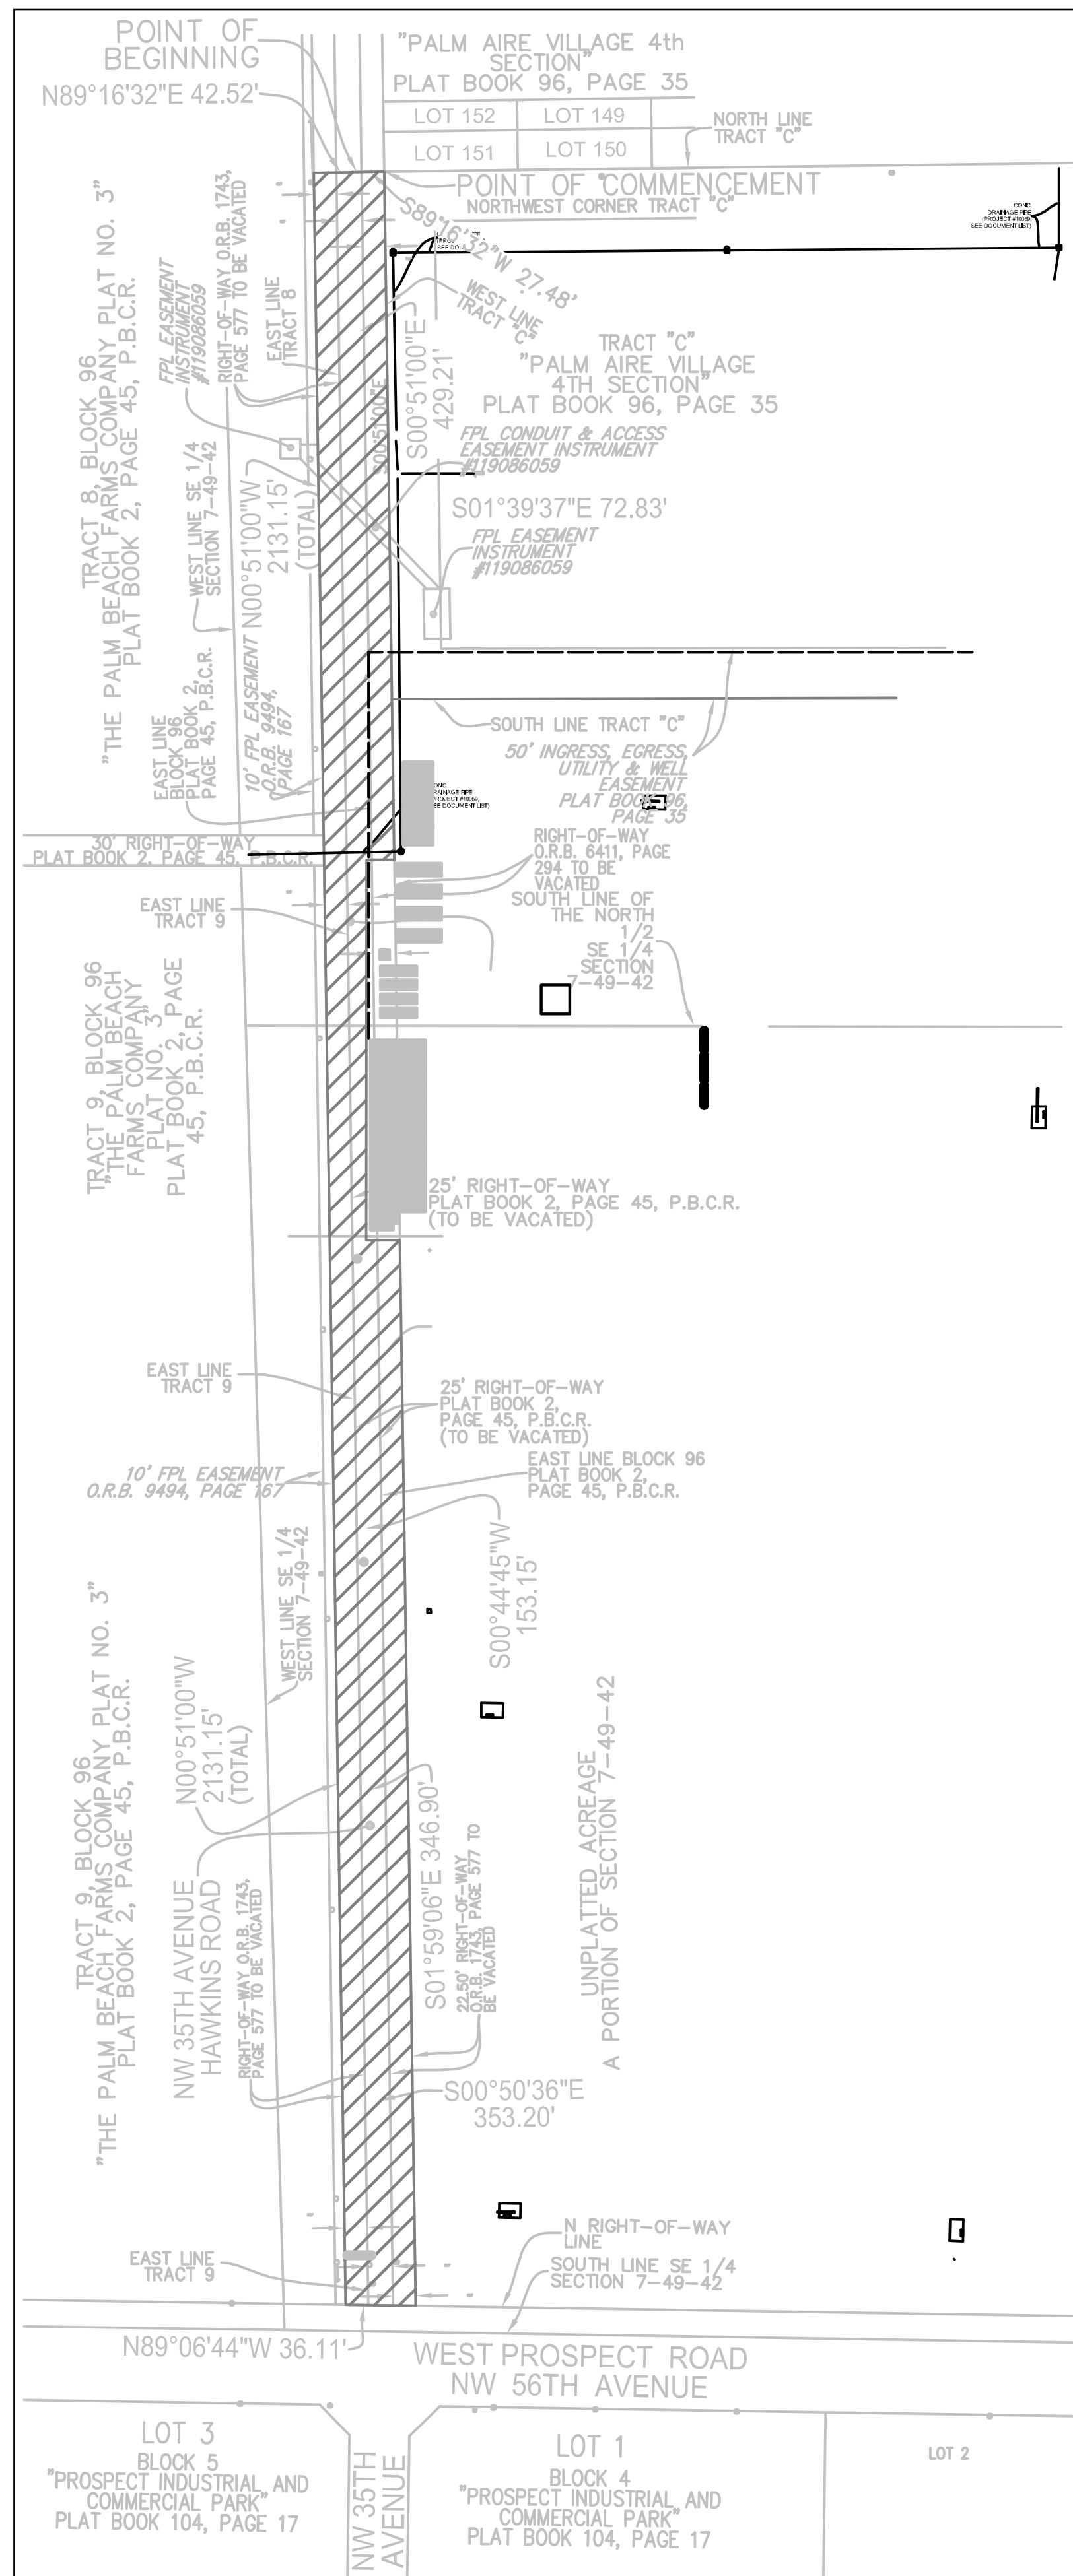 POINT OF
BEGINNING
N89°16'32"E 42.52'
"PALM AIRE VILLAGE 4th
SECTION"
PLAT BOOK 96, PAGE 35
LOT 152
LOT 149
LOT 151
LOT 150
NORTH LINE
TRACT "C"
POINT OF COMMENCEMENT
NORTHWEST CORNER TRACT "C"
S89°16'32"W 27.48'
WEST LINE
TRACT "C"
CONC.
DRAINAGE PIPE
(PROJECT #10059,
SEE DOCUMENT LIST)
TRACT 8, BLOCK 96
"THE PALM BEACH FARMS COMPANY PLAT NO. 3"
PLAT BOOK 2, PAGE 45, P.B.C.R.
FPL EASEMENT
INSTRUMENT
#119086059
RIGHT-OF-WAY O.R.B. 1743,
PAGE 577 TO BE VACATED
EAST LINE
TRACT 8
S00°51'00"E
S00°51'00"E
429.21'
TRACT "C"
"PALM AIRE VILLAGE
4TH SECTION"
PLAT BOOK 96, PAGE 35
FPL CONDUIT & ACCESS
EASEMENT INSTRUMENT
#119086059
S01°39'37"E 72.83'
FPL EASEMENT
INSTRUMENT
#119086059
WEST LINE SE 1/4
SECTION 7-49-42
N00°51'00"W
2131.15'
(TOTAL)
EAST LINE
BLOCK 96
PLAT BOOK 2,
PAGE 45, P.B.C.R.
10' FPL EASEMENT
O.R.B. 9494,
PAGE 167
SOUTH LINE TRACT "C"
50' INGRESS, EGRESS,
UTILITY & WELL
EASEMENT
PLAT BOOK 96,
PAGE 35
30' RIGHT-OF-WAY
PLAT BOOK 2, PAGE 45, P.B.C.R.
RIGHT-OF-WAY
O.R.B. 6411, PAGE
294 TO BE
VACATED
SOUTH LINE OF
THE NORTH
1/2
SE 1/4
SECTION
7-49-42
EAST LINE
TRACT 9
TRACT 9, BLOCK 96
"THE PALM BEACH
FARMS COMPANY
PLAT NO. 3"
PLAT BOOK 2, PAGE
45, P.B.C.R.
25' RIGHT-OF-WAY
PLAT BOOK 2, PAGE 45, P.B.C.R.
(TO BE VACATED)
EAST LINE
TRACT 9
25' RIGHT-OF-WAY
PLAT BOOK 2,
PAGE 45, P.B.C.R.
(TO BE VACATED)
EAST LINE BLOCK 96
PLAT BOOK 2,
PAGE 45, P.B.C.R.
10' FPL EASEMENT
O.R.B. 9494, PAGE 167
WEST LINE SE 1/4
SECTION 7-49-42
S00°44'45"W
153.15'
TRACT 9, BLOCK 96
"THE PALM BEACH FARMS COMPANY PLAT NO. 3"
PLAT BOOK 2, PAGE 45, P.B.C.R.
N00°51'00"W
2131.15'
(TOTAL)
NW 35TH AVENUE
HAWKINS ROAD
RIGHT-OF-WAY O.R.B. 1743,
PAGE 577 TO BE VACATED
S01°59'06"E 346.90'
22.50' RIGHT-OF-WAY
O.R.B. 1743, PAGE 577 TO
BE VACATED
UNPLATTED ACREAGE
A PORTION OF SECTION 7-49-42
S00°50'36"E
353.20'
EAST LINE
TRACT 9
N RIGHT-OF-WAY
LINE
SOUTH LINE SE 1/4
SECTION 7-49-42
N89°06'44"W 36.11'
WEST PROSPECT ROAD
NW 56TH AVENUE
LOT 3
BLOCK 5
"PROSPECT INDUSTRIAL AND
COMMERCIAL PARK"
PLAT BOOK 104, PAGE 17
NW 35TH
AVENUE
LOT 1
BLOCK 4
"PROSPECT INDUSTRIAL AND
COMMERCIAL PARK"
PLAT BOOK 104, PAGE 17
LOT 2